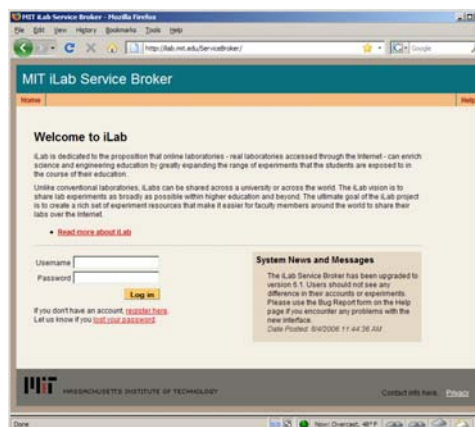 MIT iLab Service Broker - Mozilla Firefox
File Edit View History Bookmarks Tools Help
http://ilab.mit.edu/ServiceBroker/
Google
MIT iLab Service Broker
Home Help
Welcome to iLab
iLab is dedicated to the proposition that online laboratories - real laboratories accessed through the Internet - can enrich
science and engineering education by greatly expanding the range of experiments that the students are exposed to in
the course of their education.
Unlike conventional laboratories, iLabs can be shared across a university or across the world. The iLab vision is to
share lab experiments as broadly as possible within higher education and beyond. The ultimate goal of the iLab project
is to create a rich set of experiment resources that make it easier for faculty members around the world to share their
labs over the Internet.
• Read more about iLab
Username
Password
Log in
If you don't have an account, register here.
Let us know if you lost your password.
System News and Messages
The iLab Service Broker has been upgraded to
version 6.1. Users should not see any
difference in their accounts or experiments.
Please use the Bug Report form on the Help
page if you encounter any problems with the
new interface.
Date Posted: 8/4/2006 11:44:36 AM
MIT MASSACHUSETTS INSTITUTE OF TECHNOLOGY
Contact info here. Privacy
Done
Now: Overcast, 48° F